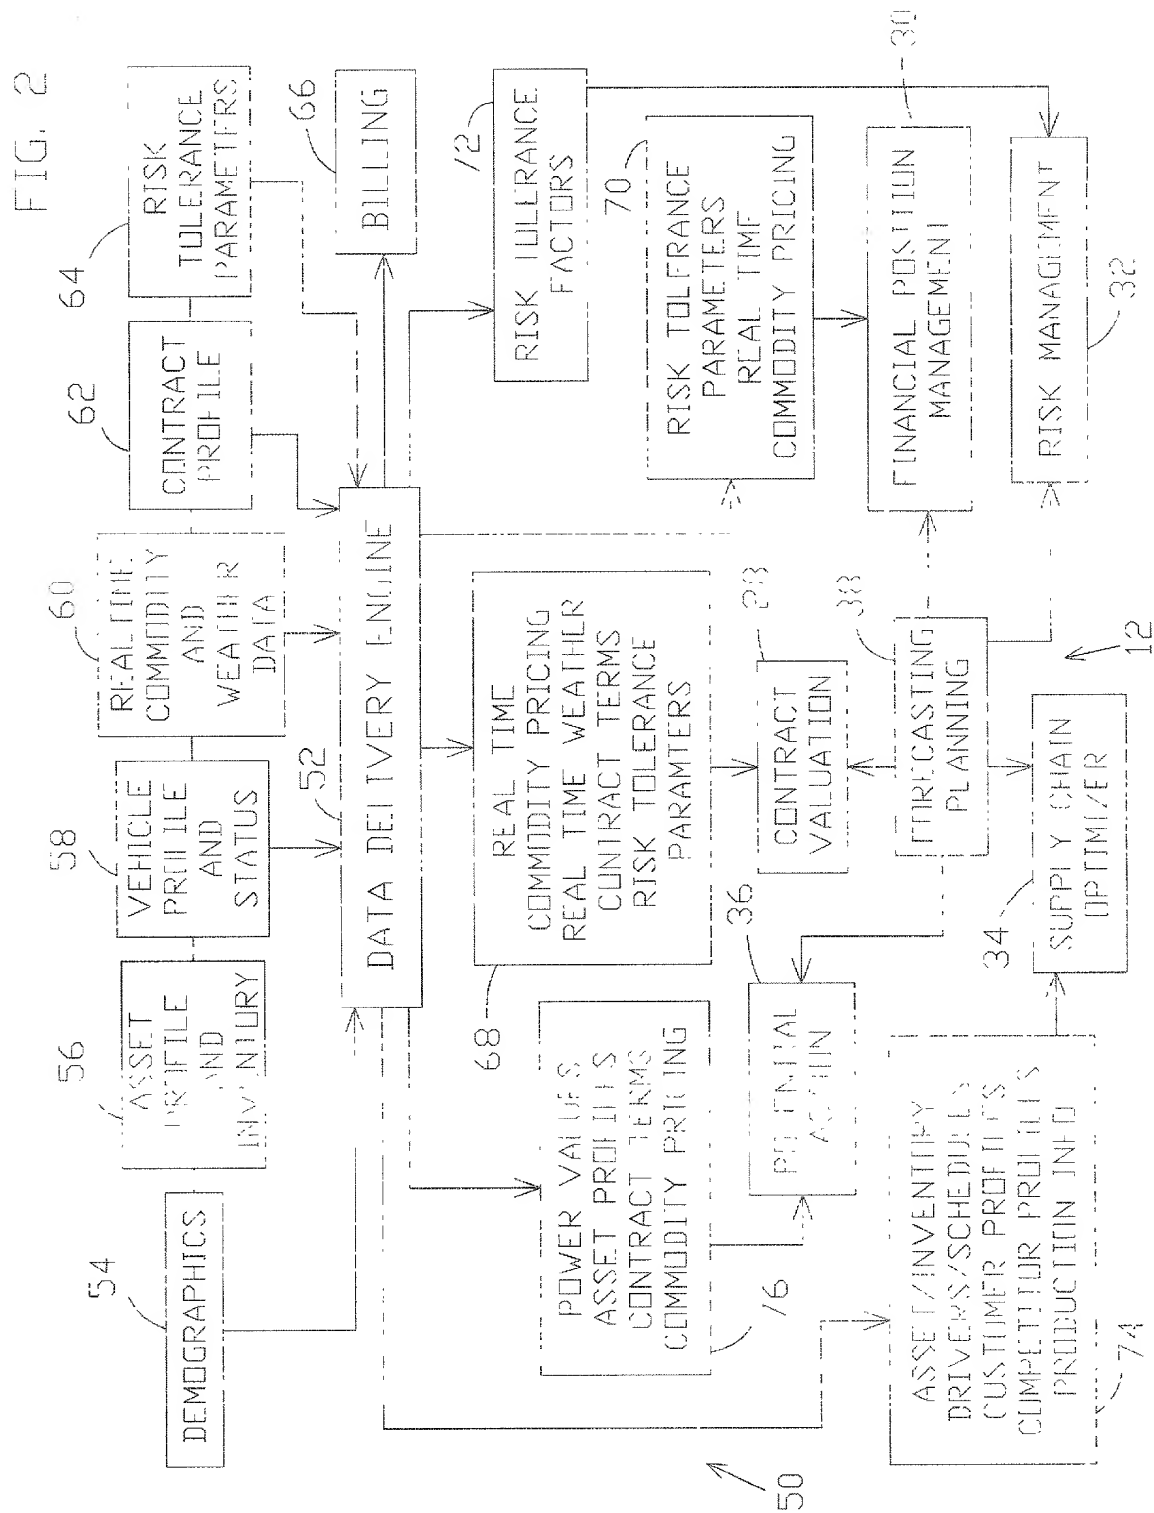 FIG. 2
54
DEMOGRAPHICS
56
ASSET
PROFILE
AND
INVENTORY
58
VEHICLE
PROFILE
AND
STATUS
60
REALTIME
COMMODITY
AND
WEATHER
DATA
62
CONTRACT
PROFILE
64
RISK
TOLERANCE
PARAMETERS
52
DATA DELIVERY ENGINE
66
BILLING
POWER VALUES
ASSET PROFILES
CONTRACT TERMS
COMMODITY PRICING
76
REAL TIME
COMMODITY PRICING
REAL TIME WEATHER
CONTRACT TERMS
RISK TOLERANCE
PARAMTERS
68
72
RISK TOLERANCE
FACTORS
70
RISK TOLERANCE
PARAMETERS
REAL TIME
COMMODITY PRICING
36
POTENTIAL
28
CONTRACT
VALUATION
38
FORECASTING
PLANNING
30
FINANCIAL POSITION
MANAGEMENT
ASSET/INVENTORY
DRIVERS/SCHEDULES
CUSTOMER PROFILES
COMPETITOR PROFILES
PRODUCTION INFO
74
34
SUPPLY CHAIN
OPTIMIZER
RISK MANAGEMENT
32
50
12